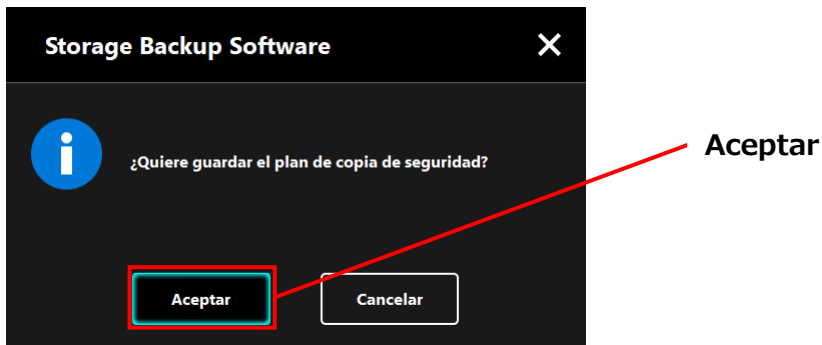 Storage Backup Software
¿Quiere guardar el plan de copia de seguridad?
Aceptar
Cancelar
Aceptar